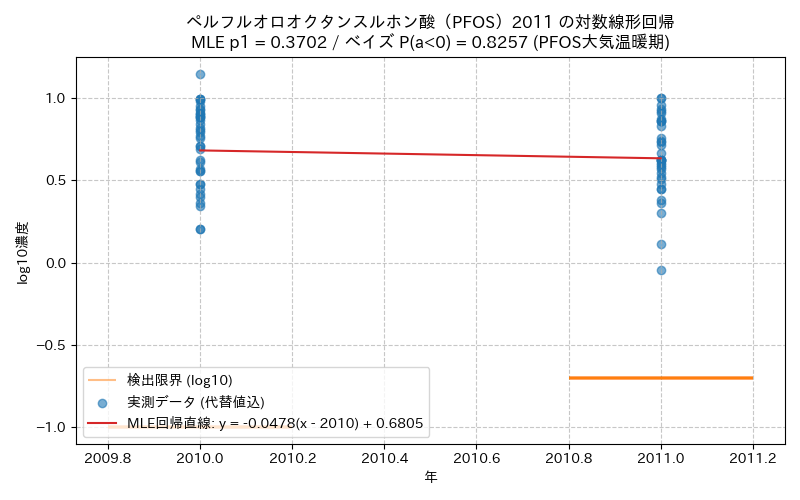 ペルフルオロオクタンスルホン酸（PFOS）2011 の対数線形回帰
MLE p1 = 0.3702 / ベイズ P(a<0) = 0.8257 (PFOS大気温暖期)
log10濃度
1.0
0.5
0.0
−0.5
−1.0
検出限界 (log10)
実測データ (代替値込)
MLE回帰直線: y = -0.0478(x - 2010) + 0.6805
2009.8 2010.0 2010.2 2010.4 2010.6 2010.8 2011.0 2011.2
年